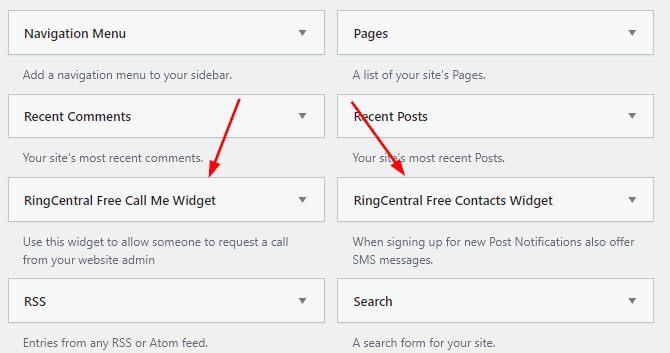 Navigation Menu
Pages
Add a navigation menu to your sidebar.
A list of your site's Pages.
Recent Comments
Recent Posts
Your site's most recent comments.
Your site's most recent Posts.
RingCentral Free Call Me Widget
RingCentral Free Contacts Widget
Use this widget to allow someone to request a call
from your website admin
When signing up for new Post Notifications also offer
SMS messages.
RSS
Search
Entries from any RSS or Atom feed.
A search form for your site.